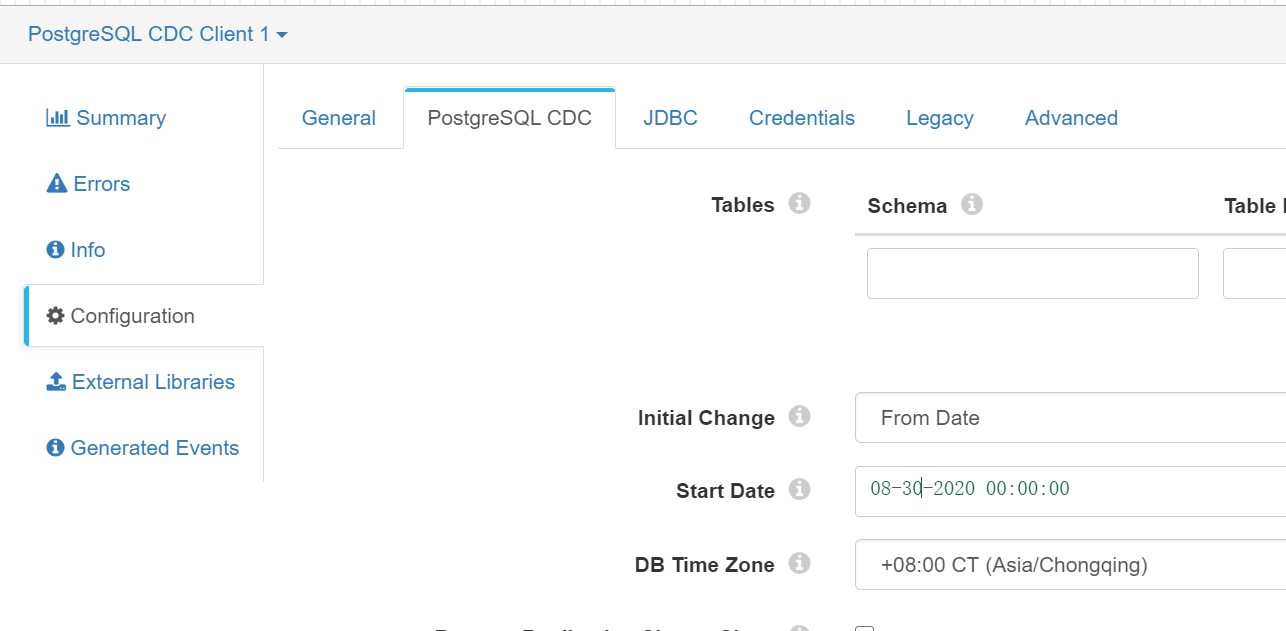 PostgreSQL CDC Client 1
Summary
Errors
Info
Configuration
External Libraries
Generated Events
General PostgreSQL CDC JDBC Credentials Legacy Advanced
Tables Schema Table
Initial Change From Date
Start Date 08-30-2020 00:00:00
DB Time Zone +08:00 CT (Asia/Chongqing)